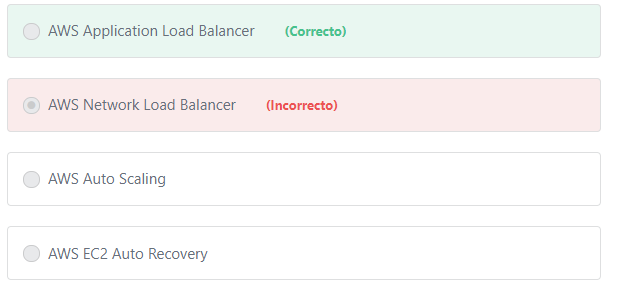 AWS Application Load Balancer (Correcto)
AWS Network Load Balancer (Incorrecto)
AWS Auto Scaling
AWS EC2 Auto Recovery